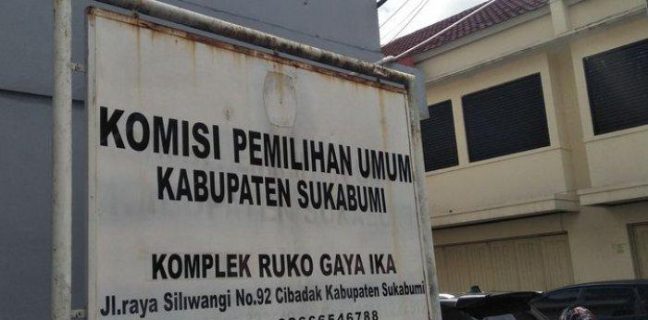 KOMISI PEMILIHAN UMUM
KABUPATEN SUKABUMI
KOMPLEK RUKO GAYA IKA
Jl.raya Siliwangi No.92 Cibadak Kabupaten Sukabumi